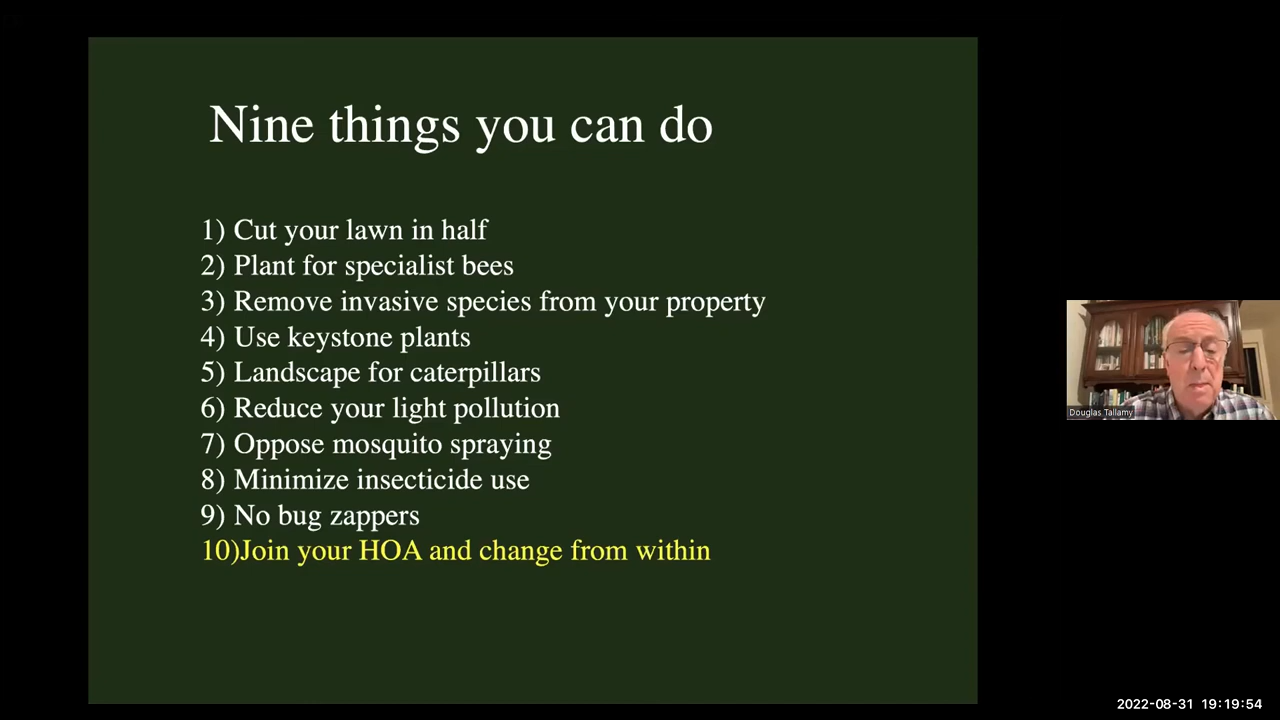 Nine things you can do
1) Cut your lawn in half
2) Plant for specialist bees
3) Remove invasive species from your property
4) Use keystone plants
5) Landscape for caterpillars
6) Reduce your light pollution
7) Oppose mosquito spraying
8) Minimize insecticide use
9) No bug zappers
10)Join your HOA and change from within
Douglas Tallamy
2022-08-31 19:19:54